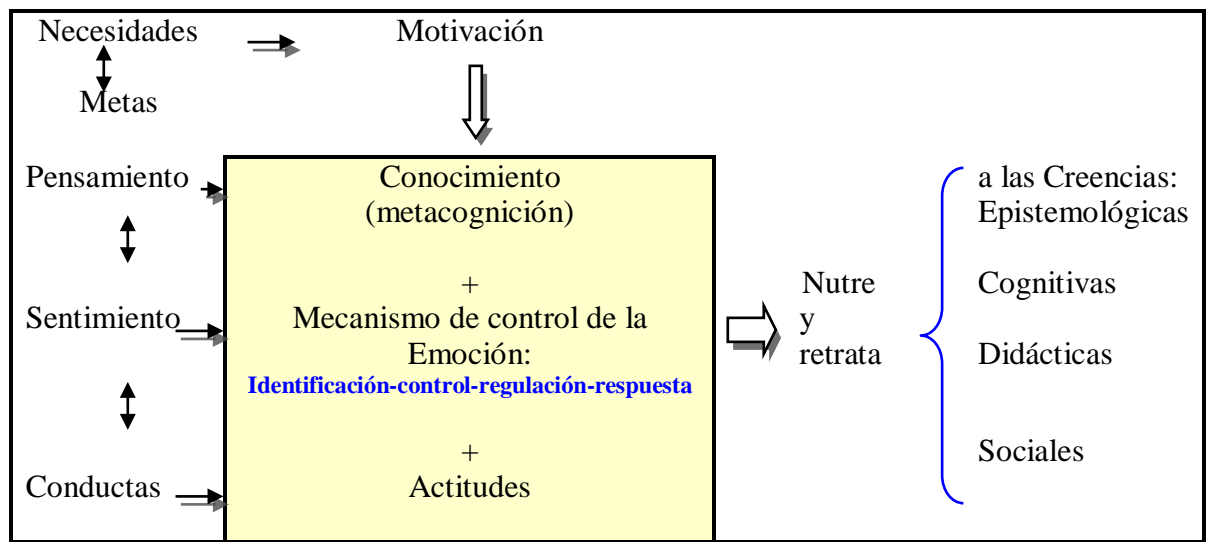 Necesidades
Motivación
Metas
Pensamiento
Sentimiento
Conductas
Conocimiento
(metacognición)
+
Mecanismo de control de la
Emoción:
Identificación-control-regulación-respuesta
+
Actitudes
Nutre
y
retrata
a las Creencias:
Epistemológicas
Cognitivas
Didácticas
Sociales